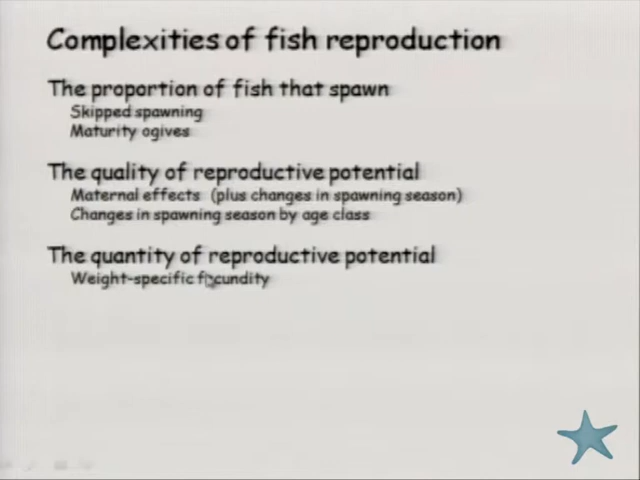 Complexities of fish reproduction
The proportion of fish that spawn
Skipped spawning
Maturity ogives
The quality of reproductive potential
Maternal effects (plus changes in spawning season)
Changes in spawning season by age class
The quantity of reproductive potential
Weight-specific fecundity